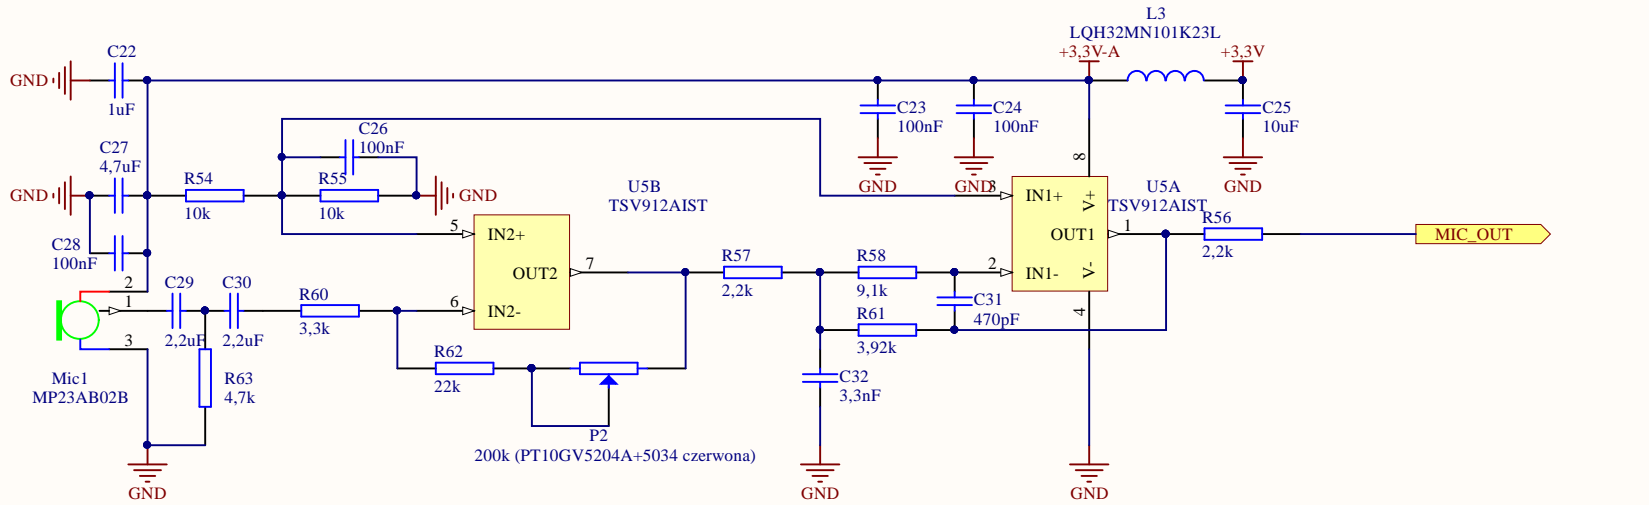 L3
LQH32MN101K23L
+3,3V-A
+3,3V
C22
GND
1uF
C23
100nF
C24
100nF
C25
10uF
C26
100nF
C27
4,7uF
8
GND
R54
10k
R55
10k
GND
GND
GND
GND
U5B
TSV912AIST
3
IN1+
V+
U5A
TSV912AIST
R56
2,2k
5
IN2+
OUT1
1
MIC_OUT
C28
100nF
OUT2
7
R57
2,2k
R58
9,1k
2
IN1-
V-
2
1
3
C29
2,2uF
C30
2,2uF
R60
3,3k
6
IN2-
C31
470pF
4
R61
3,92k
Mic1
MP23AB02B
R63
4,7k
R62
22k
C32
3,3nF
P2
200k (PT10GV5204A+5034 czerwona)
GND
GND
GND